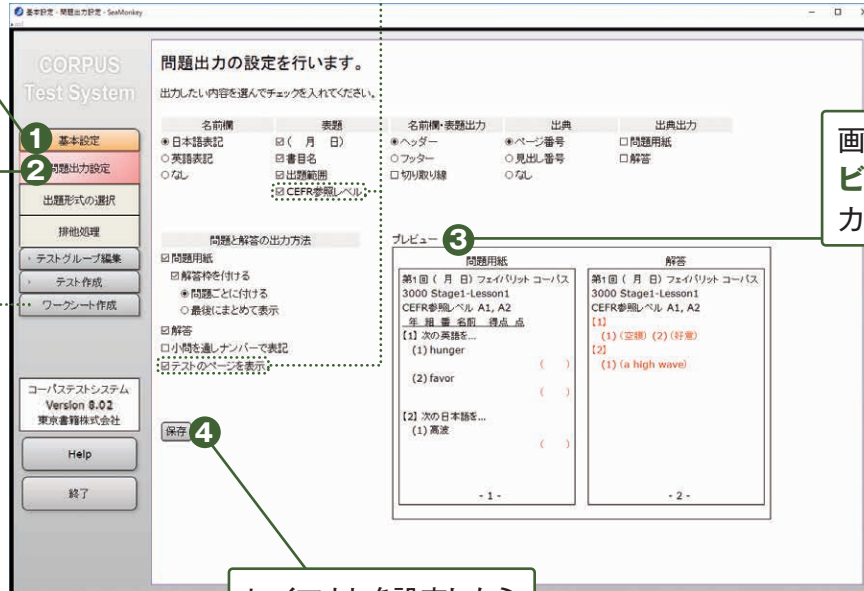 基本設定 - 問題出力設定 - SeaMonkey
CORPUS
Test System
1 基本設定
2 問題出力設定
出題形式の選択
排他処理
テストグループ編集
テスト作成
ワークシート作成
コーパステストシステム
Version 8.02
東京書籍株式会社
Help
終了
問題出力の設定を行います。
出力したい内容を選んでチェックを入れてください。
名前欄 表題 名前欄・表題出力 出典 出典出力
日本語表記 ( 月 日) ヘッダー ページ番号 問題用紙
英語表記 書目名 フッター 見出し番号 解答
なし 出題範囲 切り取り線 なし
CEFR参照レベル
問題と解答の出力方法
問題用紙
解答枠を付ける
問題ごとに付ける
最後にまとめて表示
解答
小問を通しナンバーで表記
テストのページを表示
保存 4
プレビュー 3
問題用紙
第1回 ( 月 日) フェイバリット コーパス
3000 Stage1-Lesson1
CEFR参照レベル A1, A2
年 組 番 名前 得点 点
【1】次の英語を...
(1) hunger
( )
(2) favor
( )
【2】次の日本語を...
(1)高波
( )
- 1 -
解答
第1回 ( 月 日) フェイバリット コーパス
3000 Stage1-Lesson1
CEFR参照レベル A1, A2
【1】
(1) (空腹) (2) (好意)
【2】
(1) (a high wave)
- 2 -
画
ビ
カ